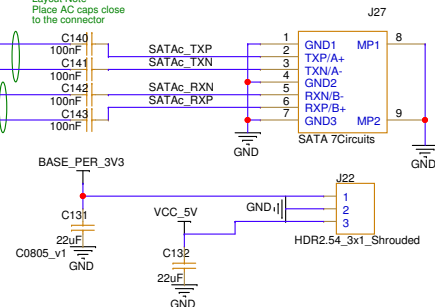 Layout Note
Place AC caps close
to the connector
J27
C140
100nF
SATAc_TXP
1
GND1
MP1
8
2
TXP/A+
C141
100nF
SATAc_TXN
3
TXN/A-
4
GND2
C142
100nF
SATAc_RXN
5
RXN/B-
SATAc_RXP
6
RXP/B+
C143
100nF
7
GND3
MP2
9
SATA 7Circuits
GND
GND
BASE_PER_3V3
J22
1
GND
2
3
C131
VCC_5V
22uF
HDR2.54_3x1_Shrouded
C0805_v1
GND
C132
22uF
GND